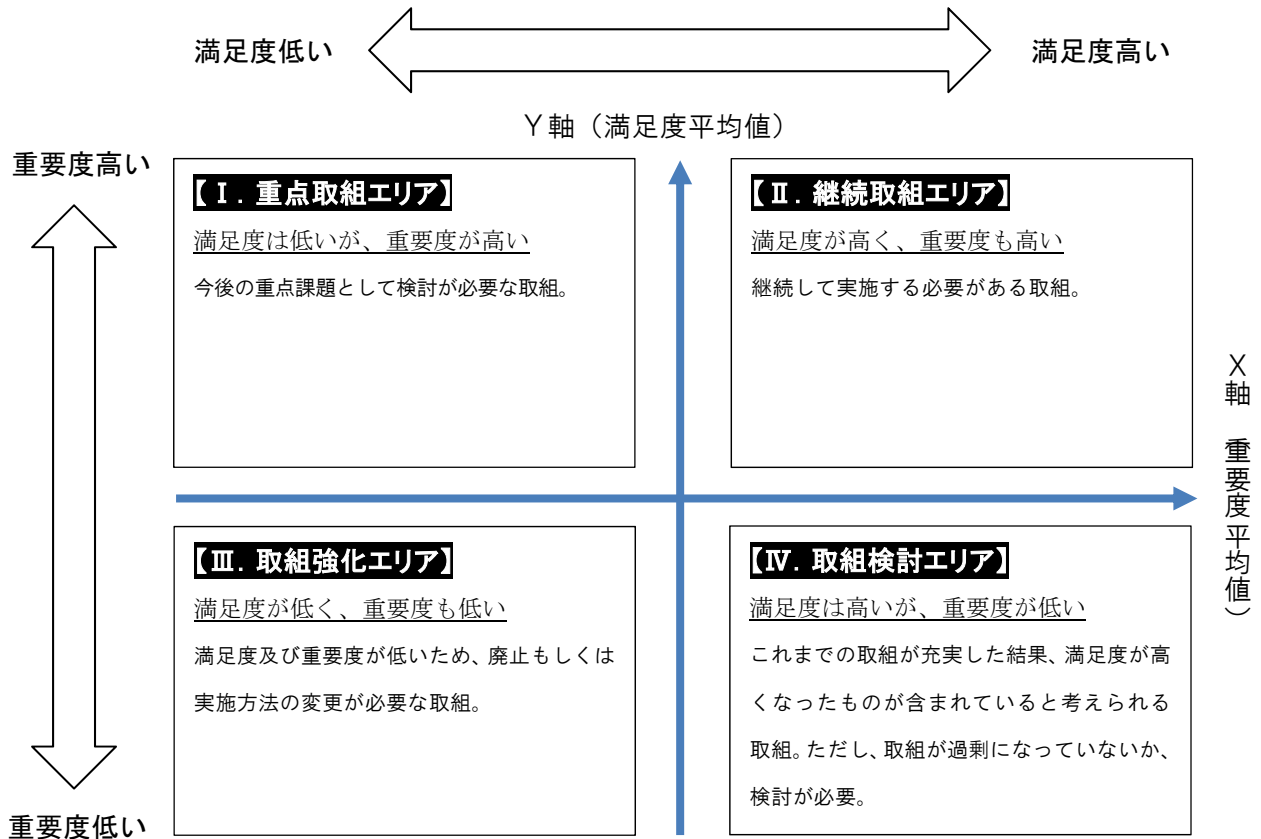 満足度低い
満足度高い
Y軸（満足度平均値）
重要度高い
【Ⅰ．重点取組エリア】
満足度は低いが、重要度が高い
今後の重点課題として検討が必要な取組。
【Ⅱ．継続取組エリア】
満足度が高く、重要度も高い
継続して実施する必要がある取組。
X軸　重要度平均値）
【Ⅲ．取組強化エリア】
満足度が低く、重要度も低い
満足度及び重要度が低いため、廃止もしくは
実施方法の変更が必要な取組。
【Ⅳ．取組検討エリア】
満足度は高いが、重要度が低い
これまでの取組が充実した結果、満足度が高
くなったものが含まれていると考えられる
取組。ただし、取組が過剰になっていないか、
検討が必要。
重要度低い